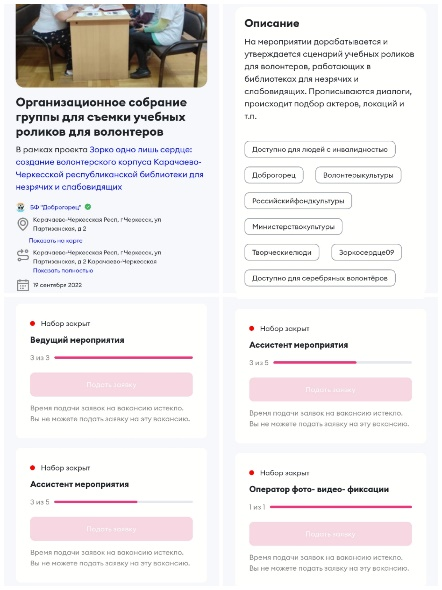 Организационное собрание
группы для съемки учебных
роликов для волонтеров
В рамках проекта Зорко одно лишь сердце:
создание волонтерского корпуса Карачаево-
Черкесской республиканской библиотеки для
незрячих и слабовидящих
БФ "Доброгорец"
Карачаево-Черкесская Респ, г Черкесск, ул
Партизанская, д 2
Показать на карте
Карачаево-Черкесская Респ, г Черкесск, ул
Партизанская, д 2 Карачаево-Черкесская
Показать полностью
19 сентября 2022
Описание
На мероприятии дорабатывается и
утверждается сценарий учебных роликов
для волонтеров, работающих в
библиотеках для незрячих и
слабовидящих. Прописываются диалоги,
происходит подбор актеров, локаций и
т.п.
Доступно для людей с инвалидностью
Доброгорец
Волонтерыкультуры
Российскийфондкультуры
Министерствокультуры
Творческиелюди
Зоркосердце09
Доступно для серебряных волонтёров
Набор закрыт
Ведущий мероприятия
3 из 3
Подать заявку
Время подачи заявок на вакансию истекло.
Вы не можете подать заявку на эту вакансию.
Набор закрыт
Ассистент мероприятия
3 из 5
Подать заявку
Время подачи заявок на вакансию истекло.
Вы не можете подать заявку на эту вакансию.
Набор закрыт
Ассистент мероприятия
3 из 5
Подать заявку
Время подачи заявок на вакансию истекло.
Вы не можете подать заявку на эту вакансию.
Набор закрыт
Оператор фото- видео- фиксации
1 из 1
Подать заявку
Время подачи заявок на вакансию истекло.
Вы не можете подать заявку на эту вакансию.